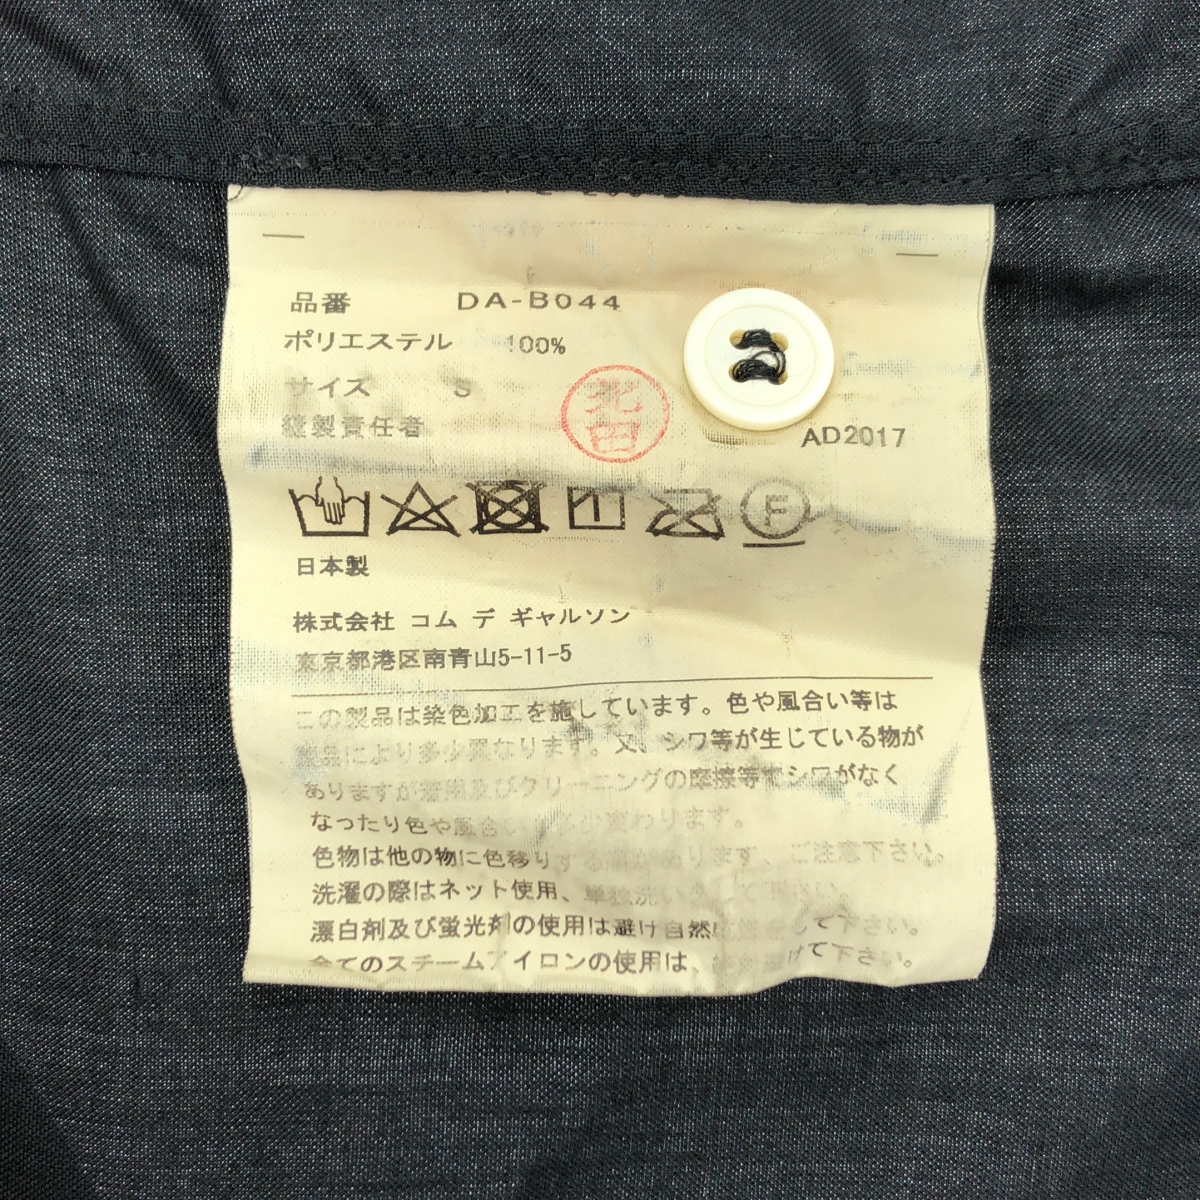 品番 DA-B044
ポリエステル 100%
サイズ S
縫製責任者 北田
AD2017
F
日本製
株式会社 コム デ ギャルソン
東京都港区南青山5-11-5
この製品は染色加工を施しています。色や風合い等は
製品により多少異なります。又、シワ等が生じている物が
ありますが着用及びクリーニングの摩擦等でシワがなく
なったり色や風合いが多少変わります。
色物は他の物に色移りする事があります、ご注意下さい。
洗濯の際はネット使用、単独洗いをして下さい。
漂白剤及び蛍光剤の使用は避け自然乾燥をして下さい。
全てのスチームアイロンの使用は、避けて下さい。